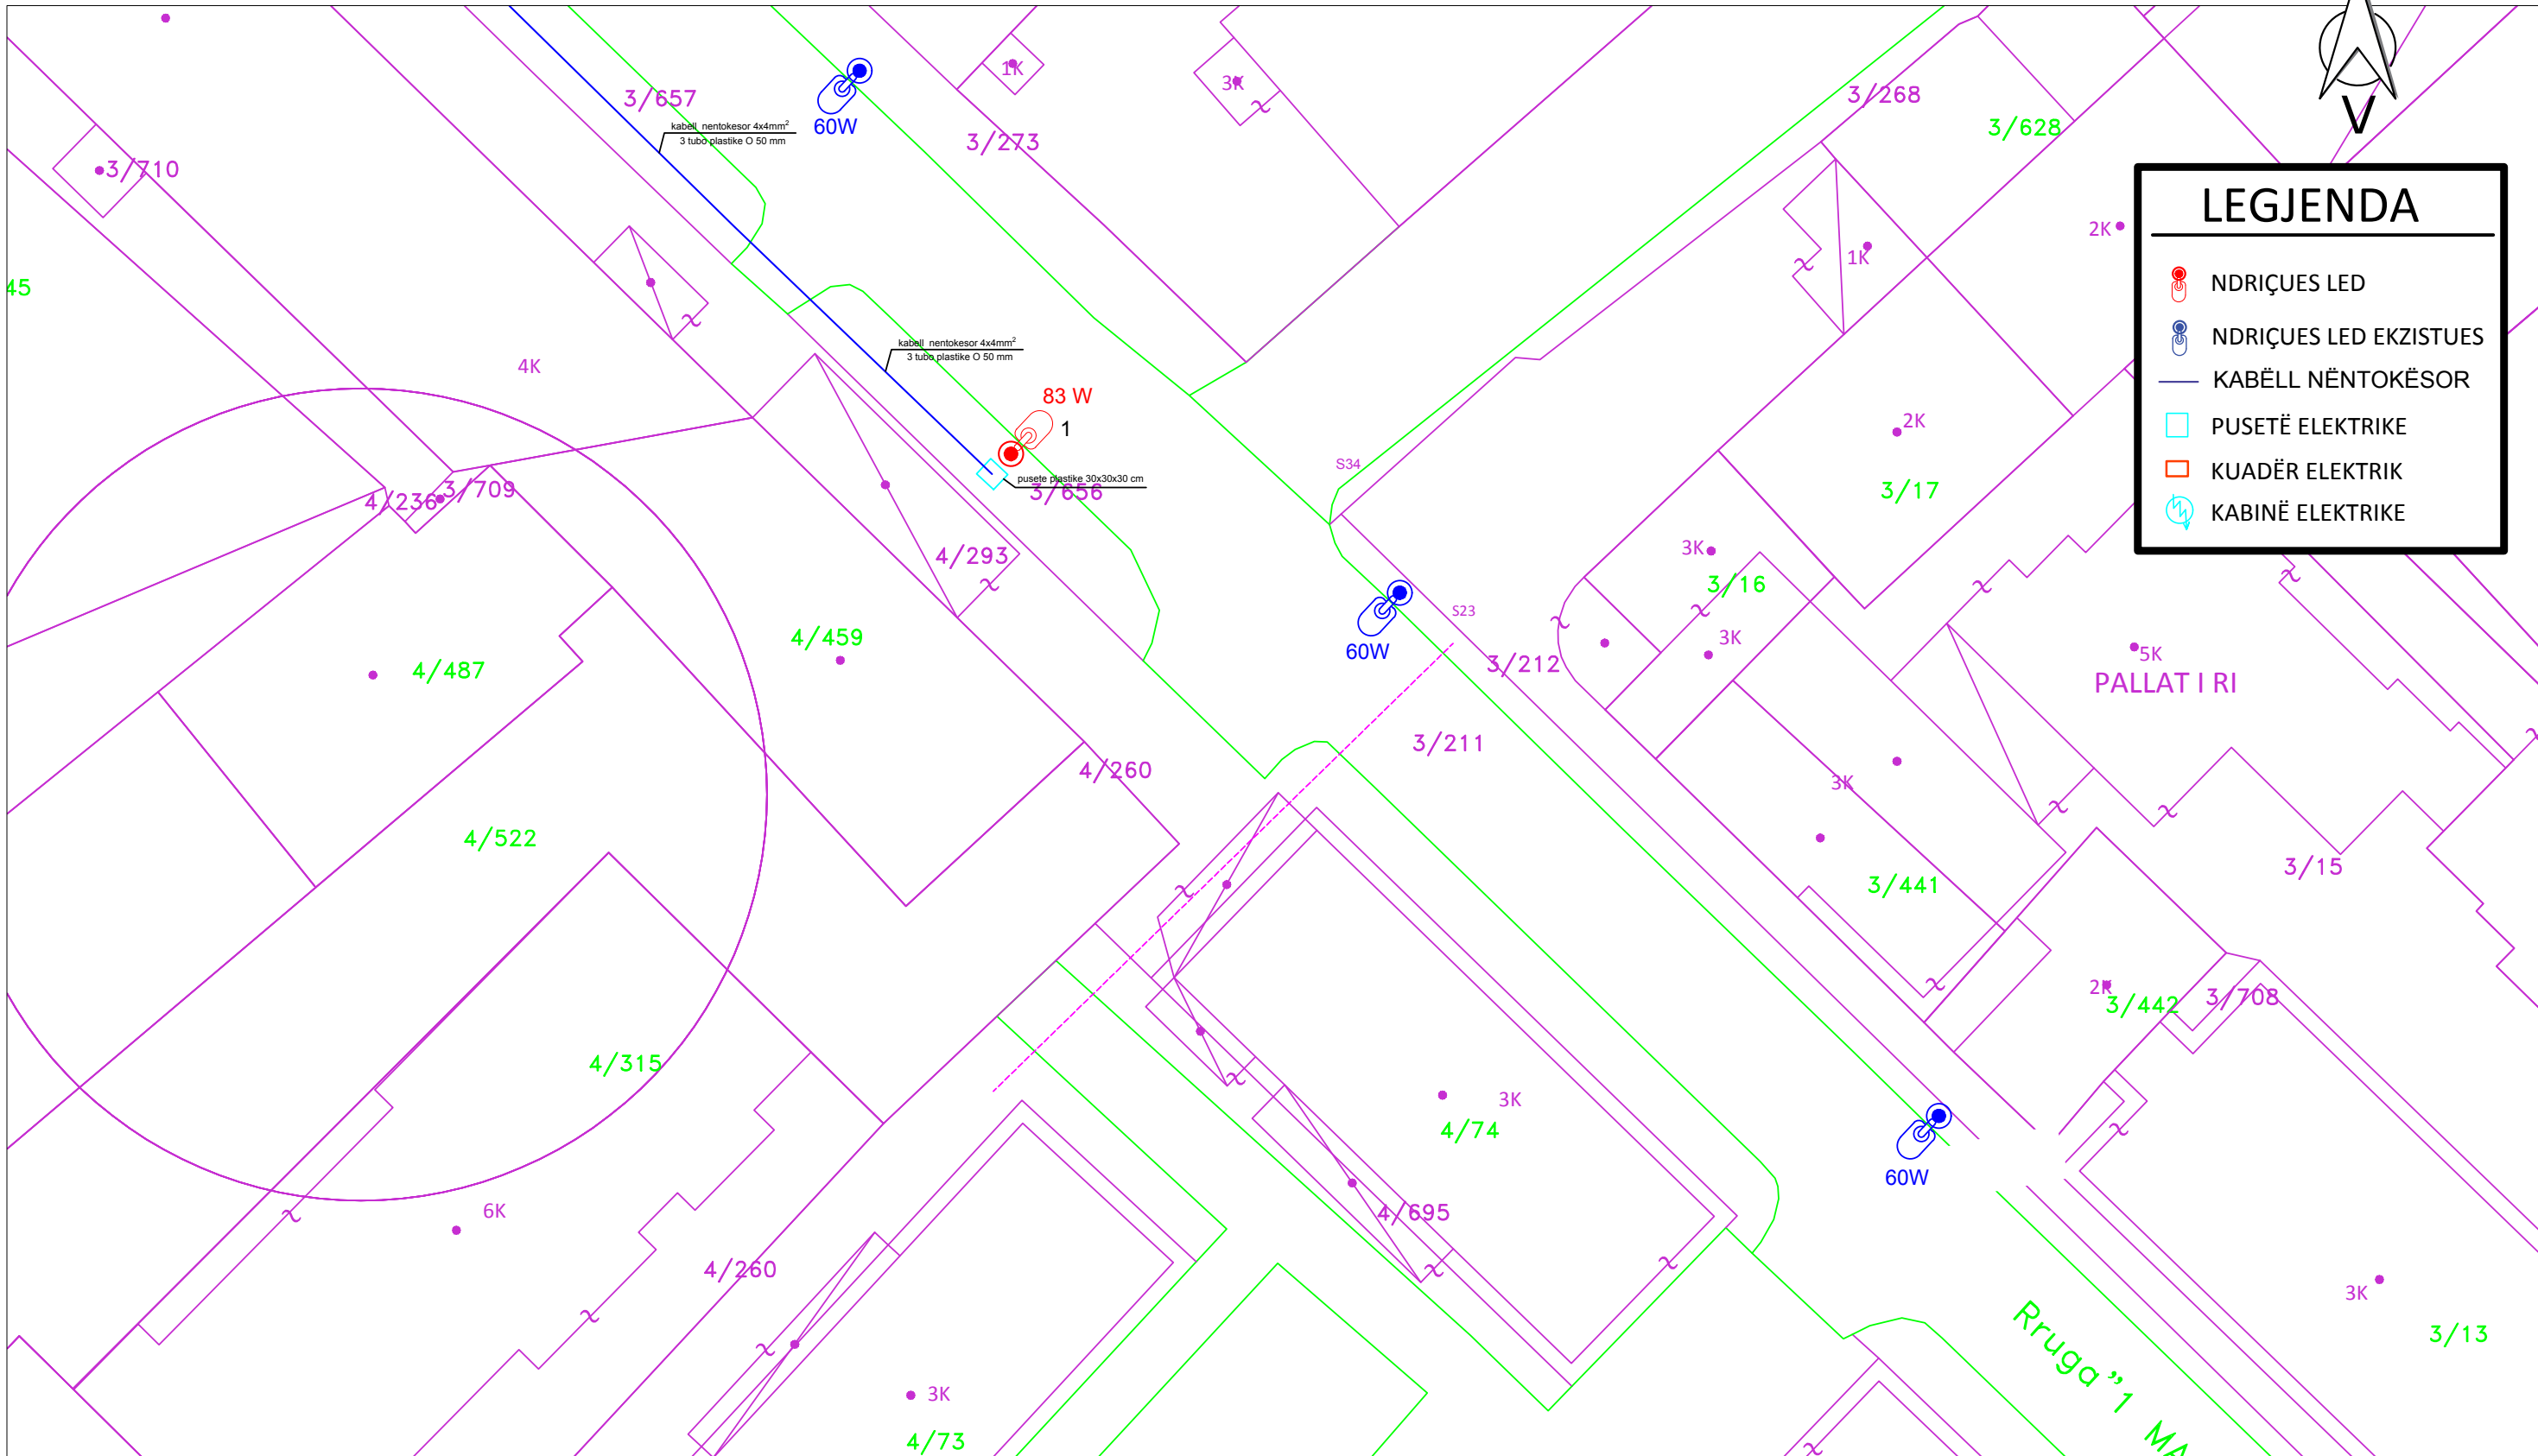 V
LEGJENDA
NDRIÇUES LED
NDRIÇUES LED EKZISTUES
KABËLL NËNTOKËSOR
PUSETË ELEKTRIKE
KUADËR ELEKTRIK
KABINË ELEKTRIKE
3/657
kabell nentokesor 4x4mm²
3 tubo plastike O 50 mm
60W
1K
3K
3/273
3/268
3/628
3/710
2K
1K
45
4K
kabell nentokesor 4x4mm²
3 tubo plastike O 50 mm
83 W
1
2K
S34
pusete plastike 30x30x30 cm
3/656
3/709
4/236
3/17
4/293
3K
3/16
S23
60W
3K
3/212
4/459
4/487
5K
PALLAT I RI
3/211
4/260
3K
4/522
3/15
3/441
2K
3/442
3/708
4/315
3K
4/74
60W
6K
4/695
4/260
3K
3/13
3K
4/73
Rruga "1 MA